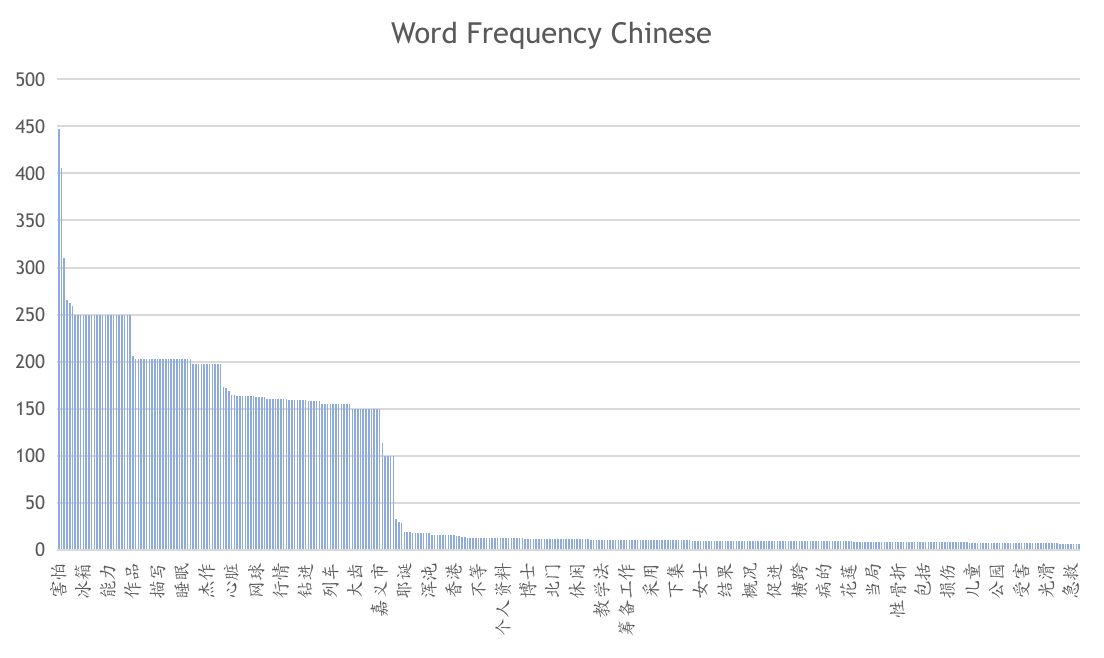 Word Frequency Chinese
500
450
400
350
300
250
200
150
100
50
0
害怕
冰箱
能力
作品
描写
睡眠
杰作
心脏
网球
行情
钻进
列车
大齿
嘉义市
耶诞
浑沌
香港
不等
个人资料
博士
北门
休闲
教学法
筹备工作
采用
下集
女士
结果
概况
促进
横跨
病的
花莲
当局
性骨折
包括
损伤
儿童
公园
受害
光滑
急救